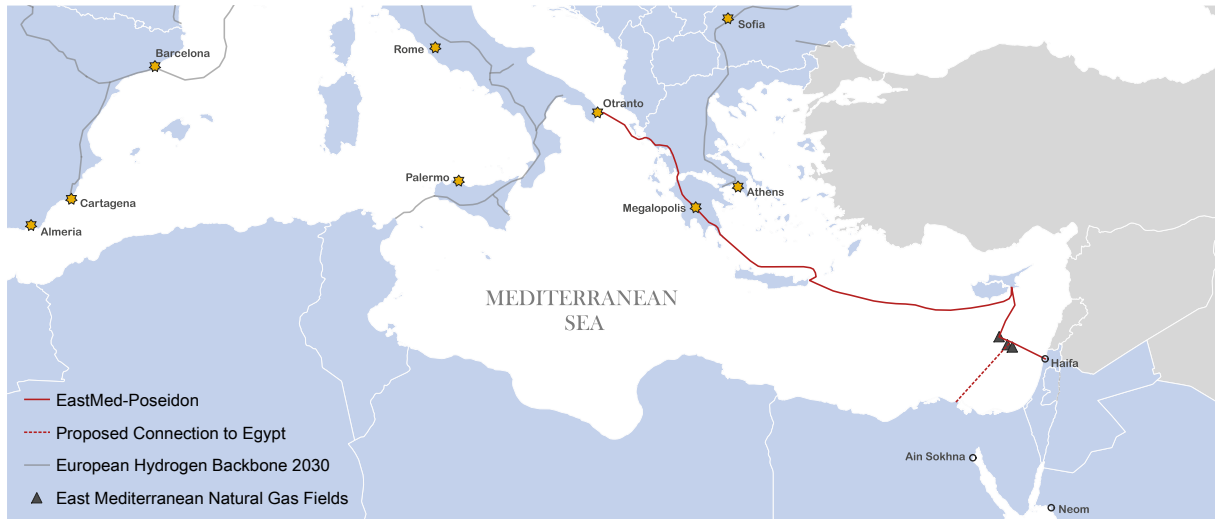 Sofia
Barcelona
Rome
Otranto
Palermo
Athens
Cartagena
Megalopolis
Almeria
MEDITERRANEAN
SEA
Haifa
EastMed-Poseidon
Proposed Connection to Egypt
European Hydrogen Backbone 2030
Ain Sokhna
East Mediterranean Natural Gas Fields
Neom